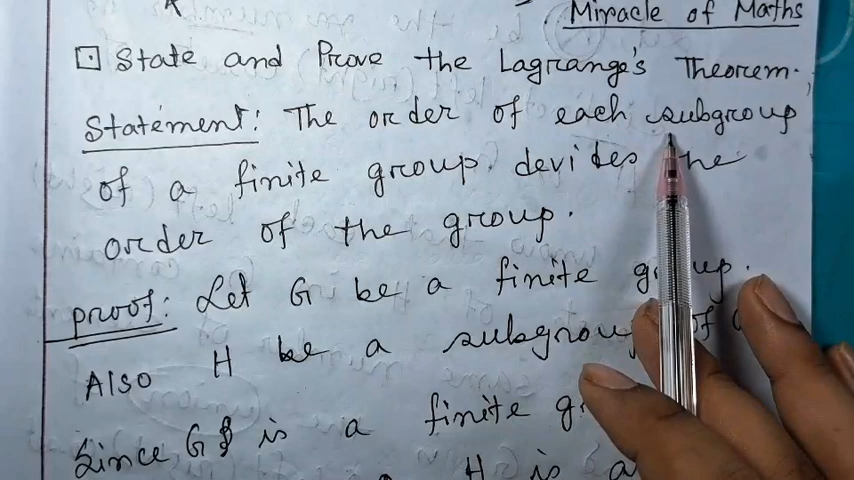 Miracle of Maths
State and Prove the Lagrange's Theorem.
Statement: The order of each subgroup
of a finite group devides the
order of the group.
Proof: Let G be a finite group.
Also H be a subgroup of
Since G is a finite
H is a